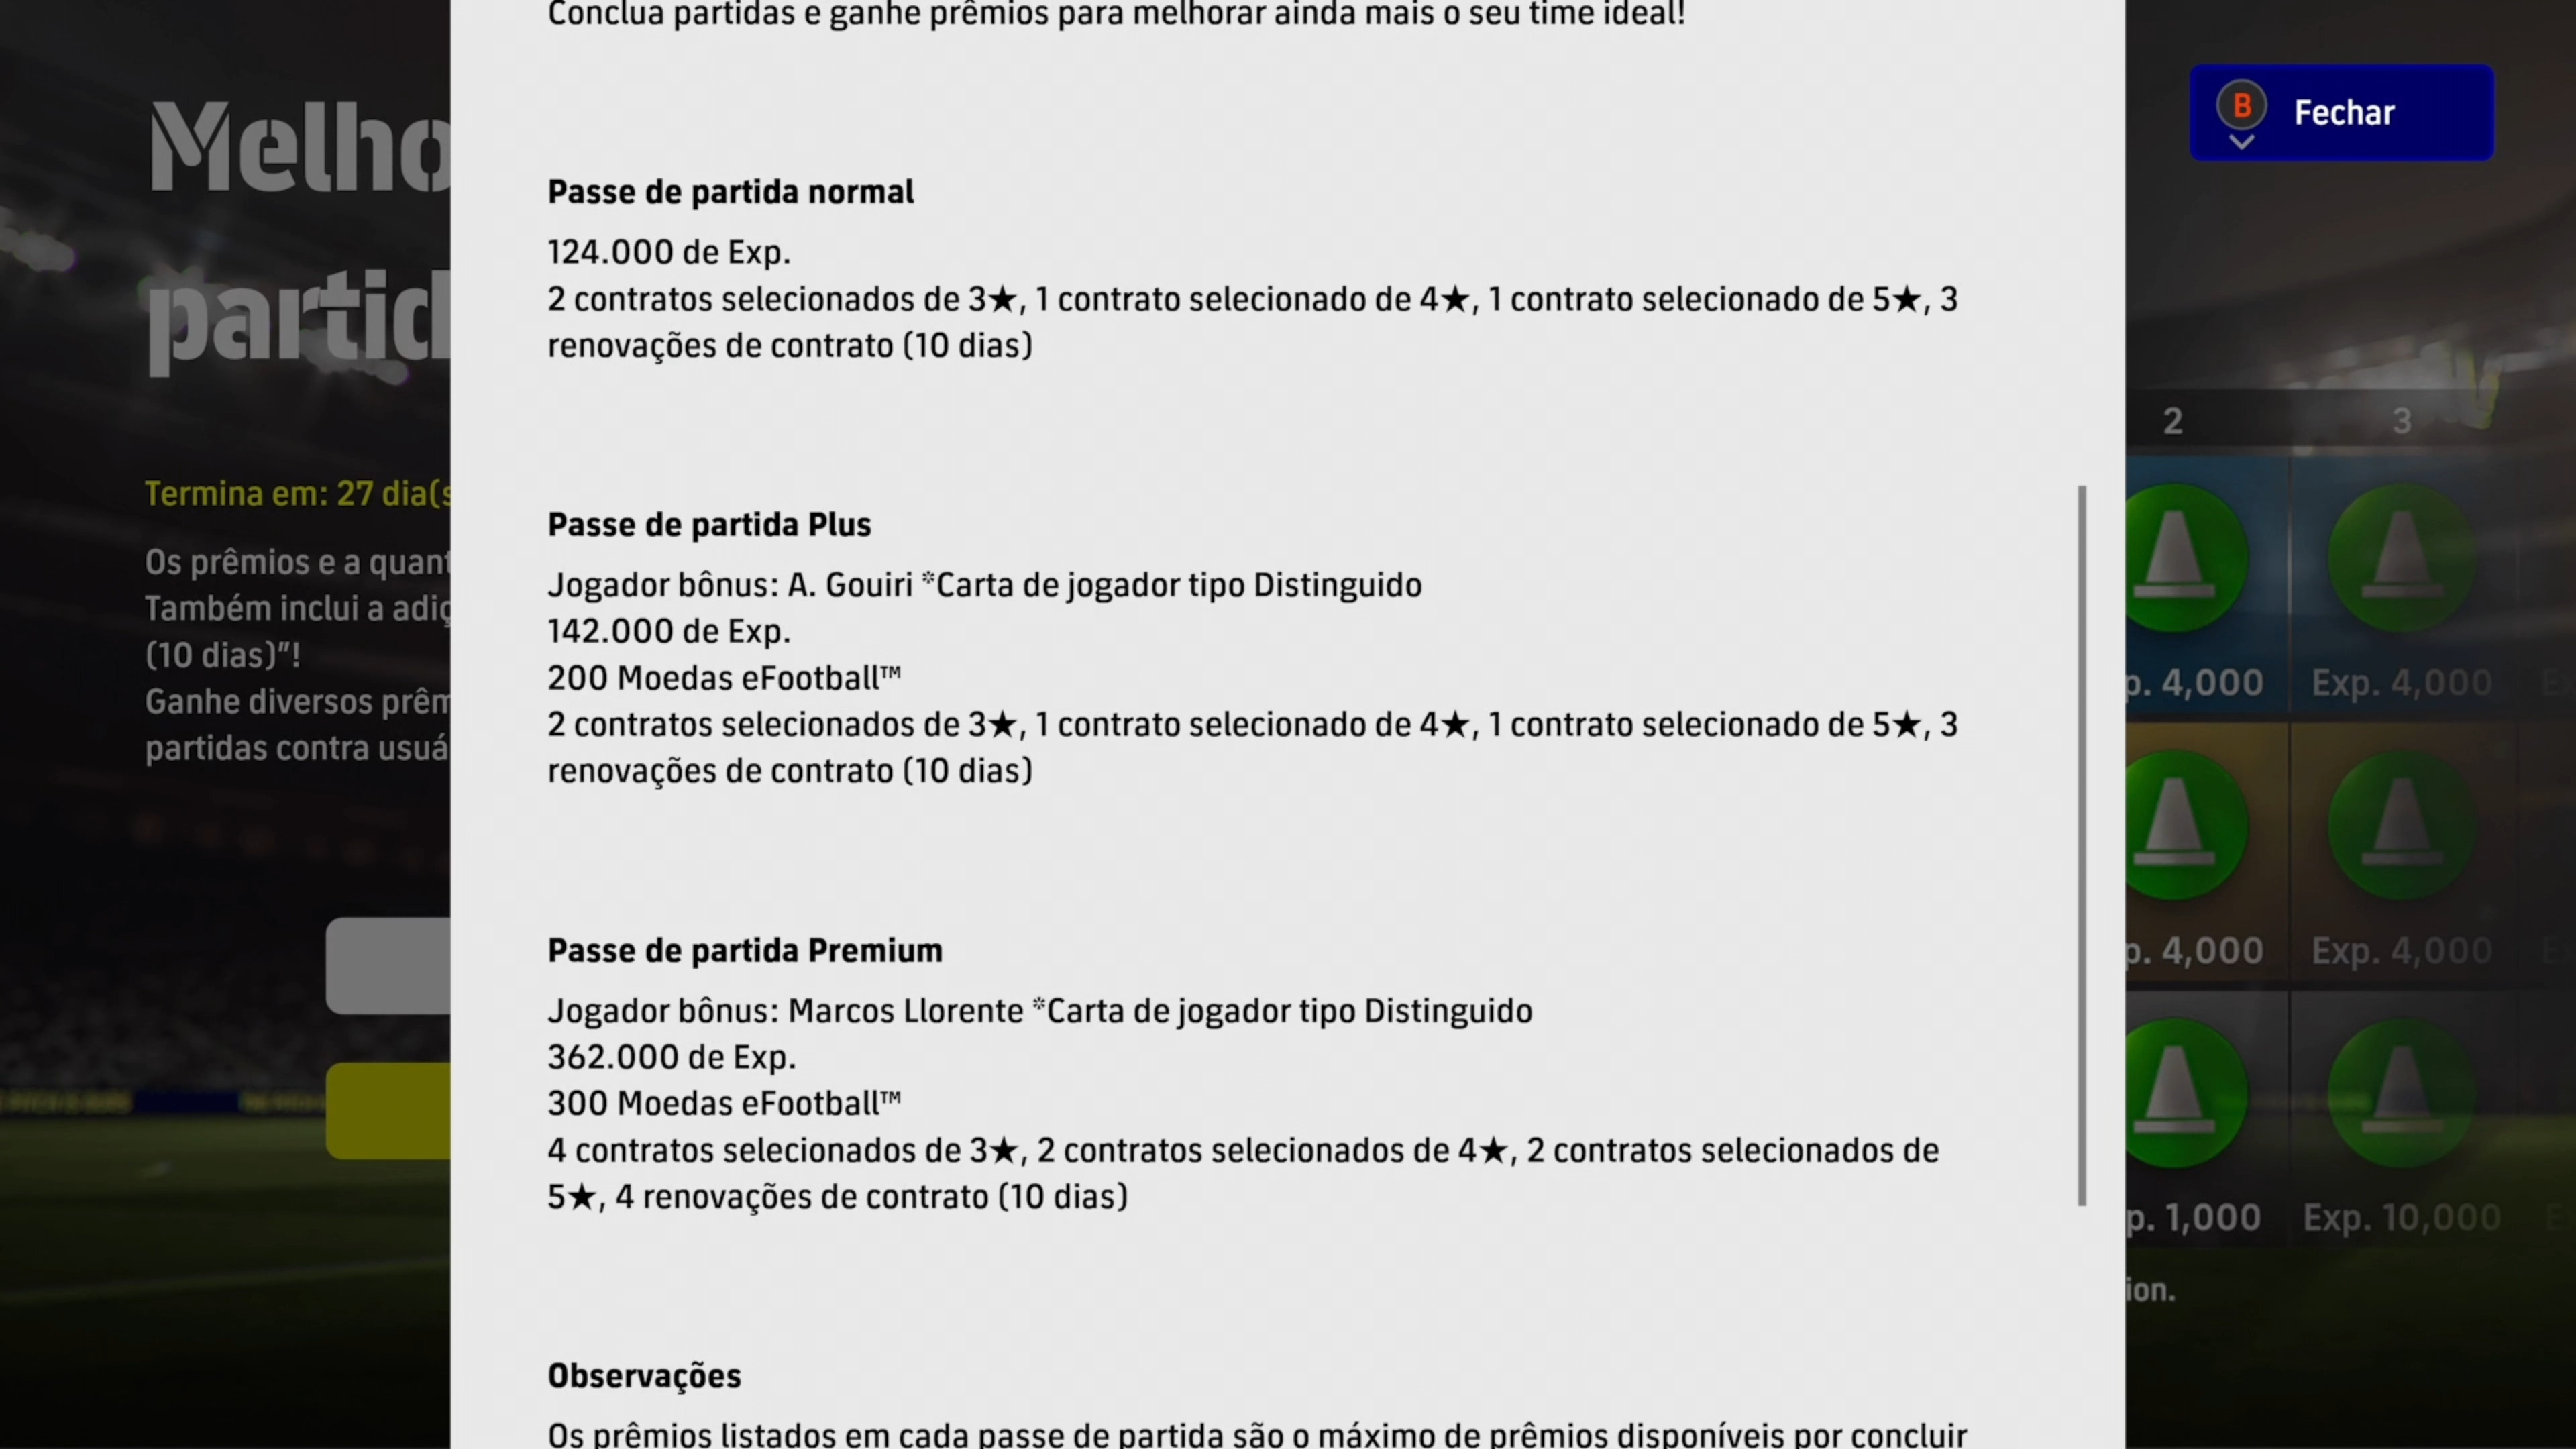 Conclua partidas e ganhe prêmios para melhorar ainda mais o seu time ideal!
B Fechar
Melho
partid
Termina em: 27 dia(s
Os prêmios e a quant
Também inclui a adiç
(10 dias)"!
Ganhe diversos prêm
partidas contra usuá
Passe de partida normal
124.000 de Exp.
2 contratos selecionados de 3★, 1 contrato selecionado de 4★, 1 contrato selecionado de 5★, 3
renovações de contrato (10 dias)
Passe de partida Plus
Jogador bônus: A. Gouiri *Carta de jogador tipo Distinguido
142.000 de Exp.
200 Moedas eFootball™
2 contratos selecionados de 3★, 1 contrato selecionado de 4★, 1 contrato selecionado de 5★, 3
renovações de contrato (10 dias)
Passe de partida Premium
Jogador bônus: Marcos Llorente *Carta de jogador tipo Distinguido
362.000 de Exp.
300 Moedas eFootball™
4 contratos selecionados de 3★, 2 contratos selecionados de 4★, 2 contratos selecionados de
5★, 4 renovações de contrato (10 dias)
Observações
Os prêmios listados em cada passe de partida são o máximo de prêmios disponíveis por concluir
2 3
p. 4,000 Exp. 4,000
p. 4,000 Exp. 4,000
p. 1,000 Exp. 10,000
ion.